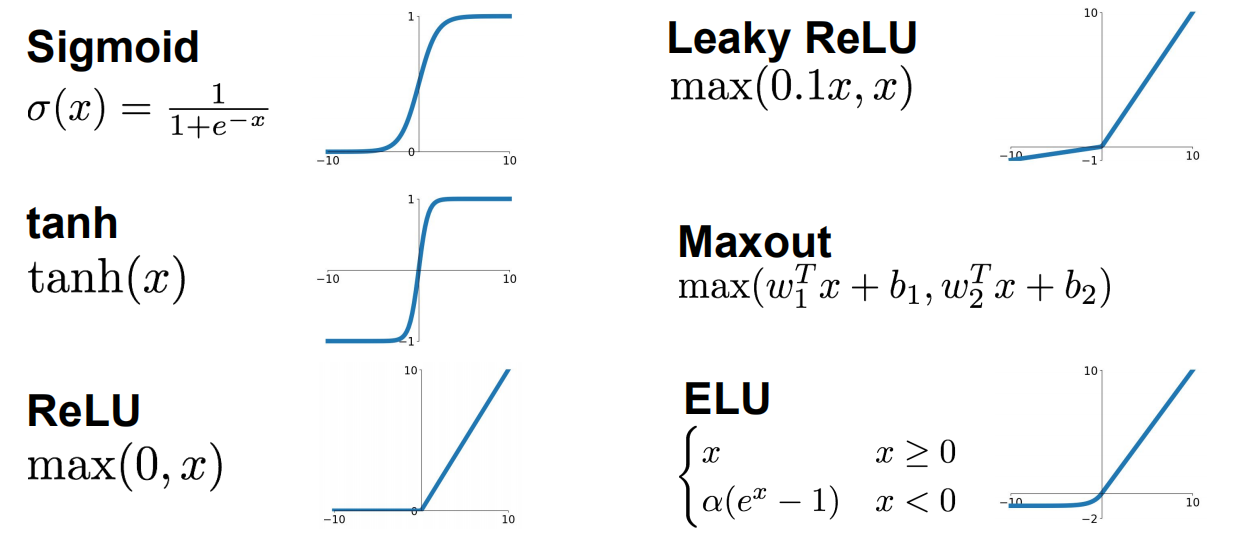 Sigmoid
σ(x) = 1/(1+e^{−x})
1
0
−10
10
tanh
tanh(x)
1
−10
10
−1
ReLU
max(0, x)
10
0
−10
10
Leaky ReLU
max(0.1x, x)
10
−10
−1
10
Maxout
max(w_1^T x + b_1, w_2^T x + b_2)
ELU
{ x x ≥ 0
α(e^x − 1) x < 0
10
−10
−2
10